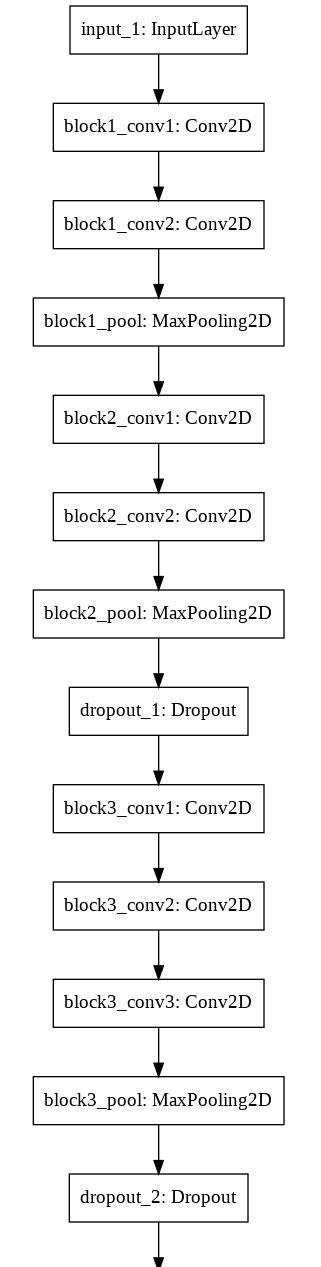 input_1: InputLayer
block1_conv1: Conv2D
block1_conv2: Conv2D
block1_pool: MaxPooling2D
block2_conv1: Conv2D
block2_conv2: Conv2D
block2_pool: MaxPooling2D
dropout_1: Dropout
block3_conv1: Conv2D
block3_conv2: Conv2D
block3_conv3: Conv2D
block3_pool: MaxPooling2D
dropout_2: Dropout